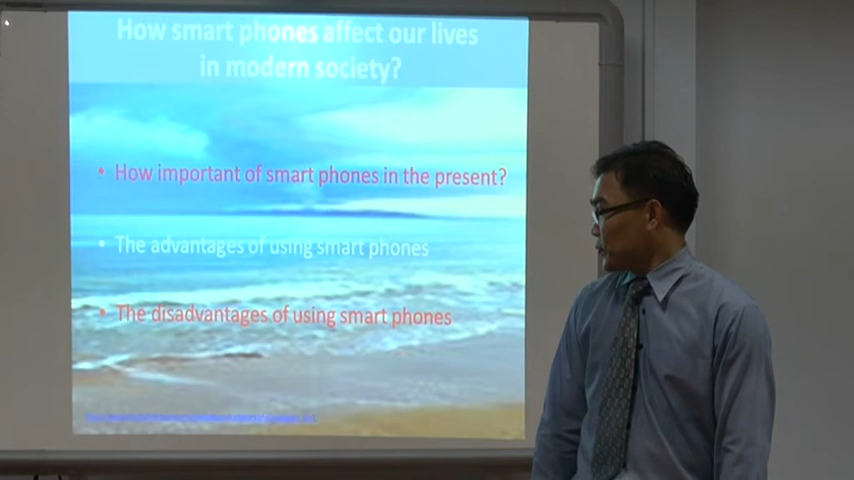 How smart phones affect our lives
in modern society?
• How important of smart phones in the present?
• The advantages of using smart phones
• The disadvantages of using smart phones